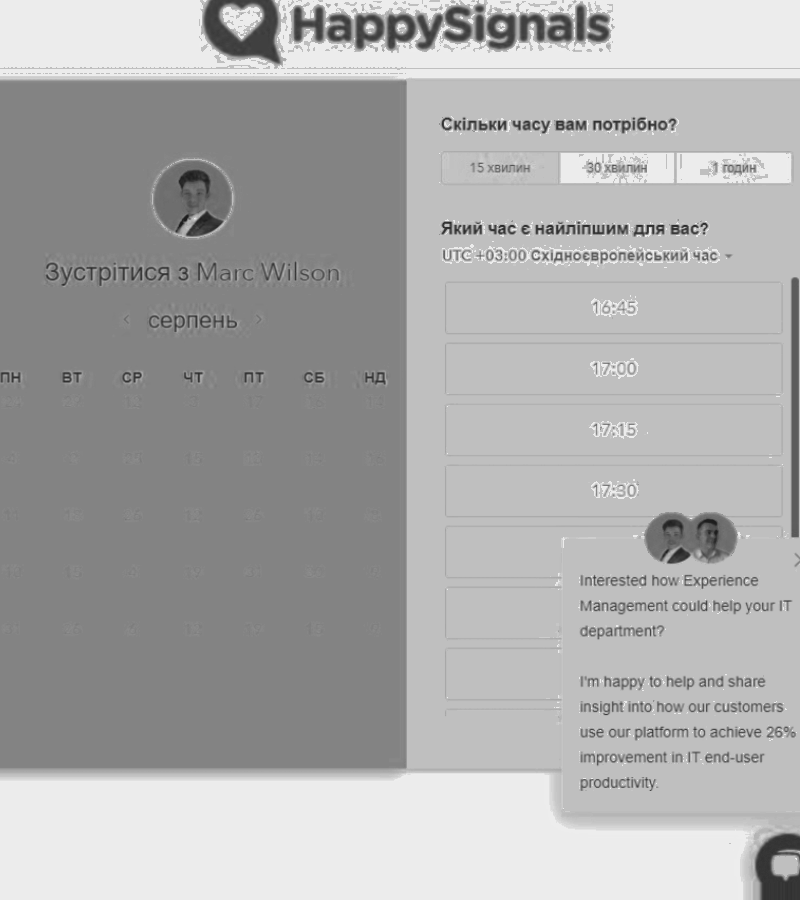 HappySignals
Зустрітися з Marc Wilson
серпень
ПН ВТ СР ЧТ ПТ СБ НД
Скільки часу вам потрібно?
15 хвилин 30 хвилин 1 годин
Який час є найліпшим для вас?
UTC +03:00 Східноєвропейський час
16:45
17:00
17:15
17:30
Interested how Experience
Management could help your IT
department?
I'm happy to help and share
insight into how our customers
use our platform to achieve 26%
improvement in IT end-user
productivity.